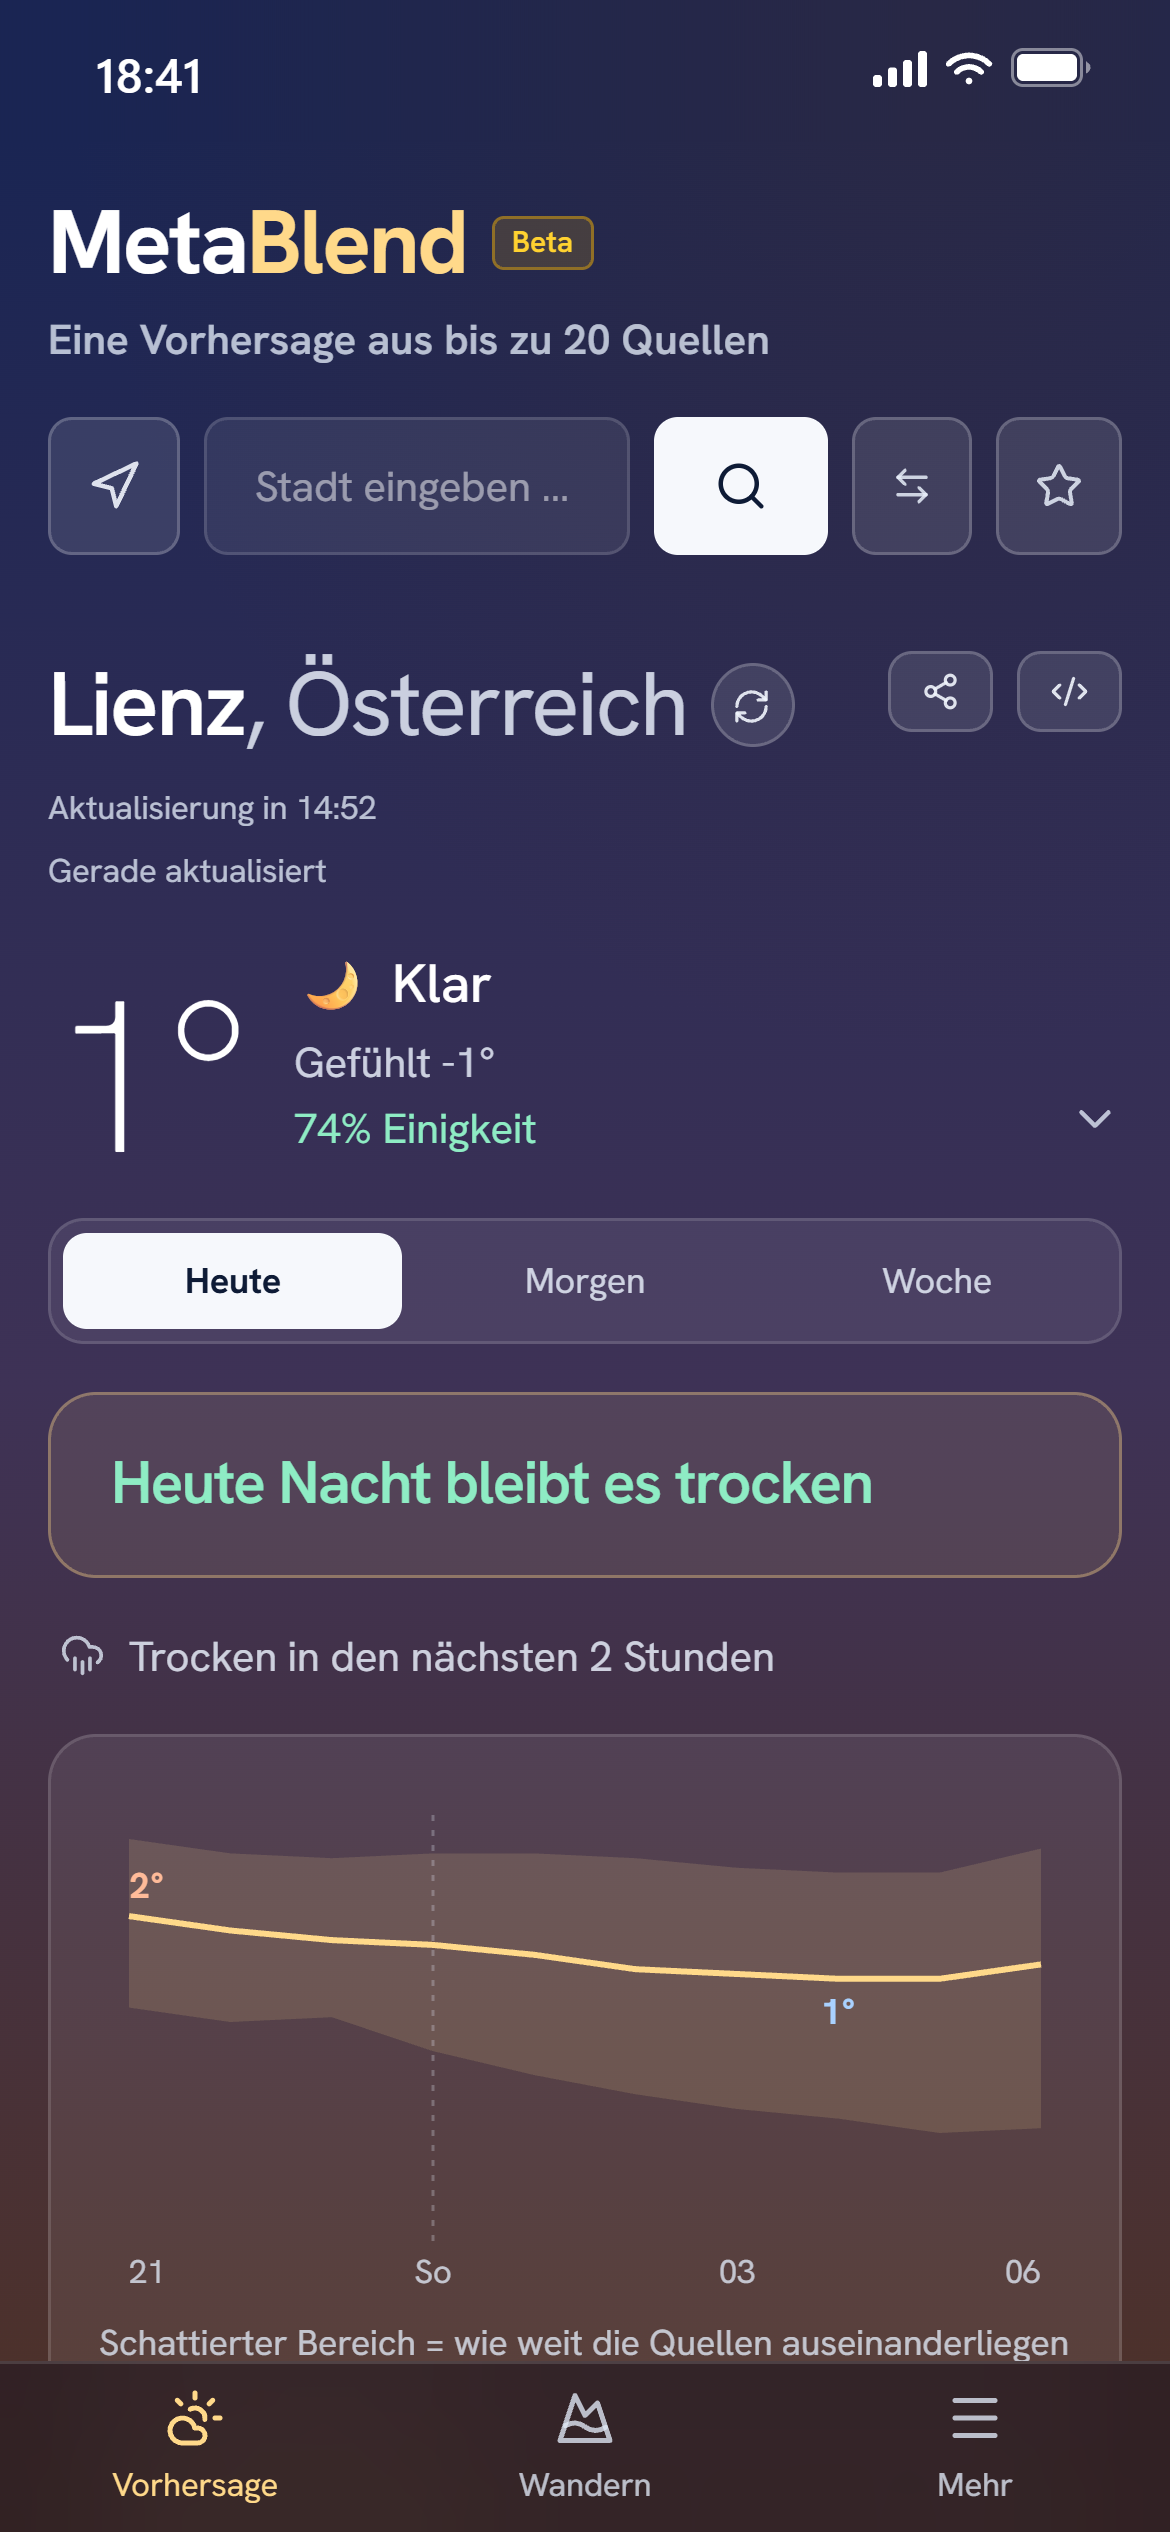 18:41
MetaBlend Beta
Eine Vorhersage aus bis zu 20 Quellen
Stadt eingeben ...
Lienz, Österreich
Aktualisierung in 14:52
Gerade aktualisiert
1°
Klar
Gefühlt -1°
74% Einigkeit
Heute Morgen Woche
Heute Nacht bleibt es trocken
Trocken in den nächsten 2 Stunden
2°
1°
21 So 03 06
Schattierter Bereich = wie weit die Quellen auseinanderliegen
Vorhersage Wandern Mehr